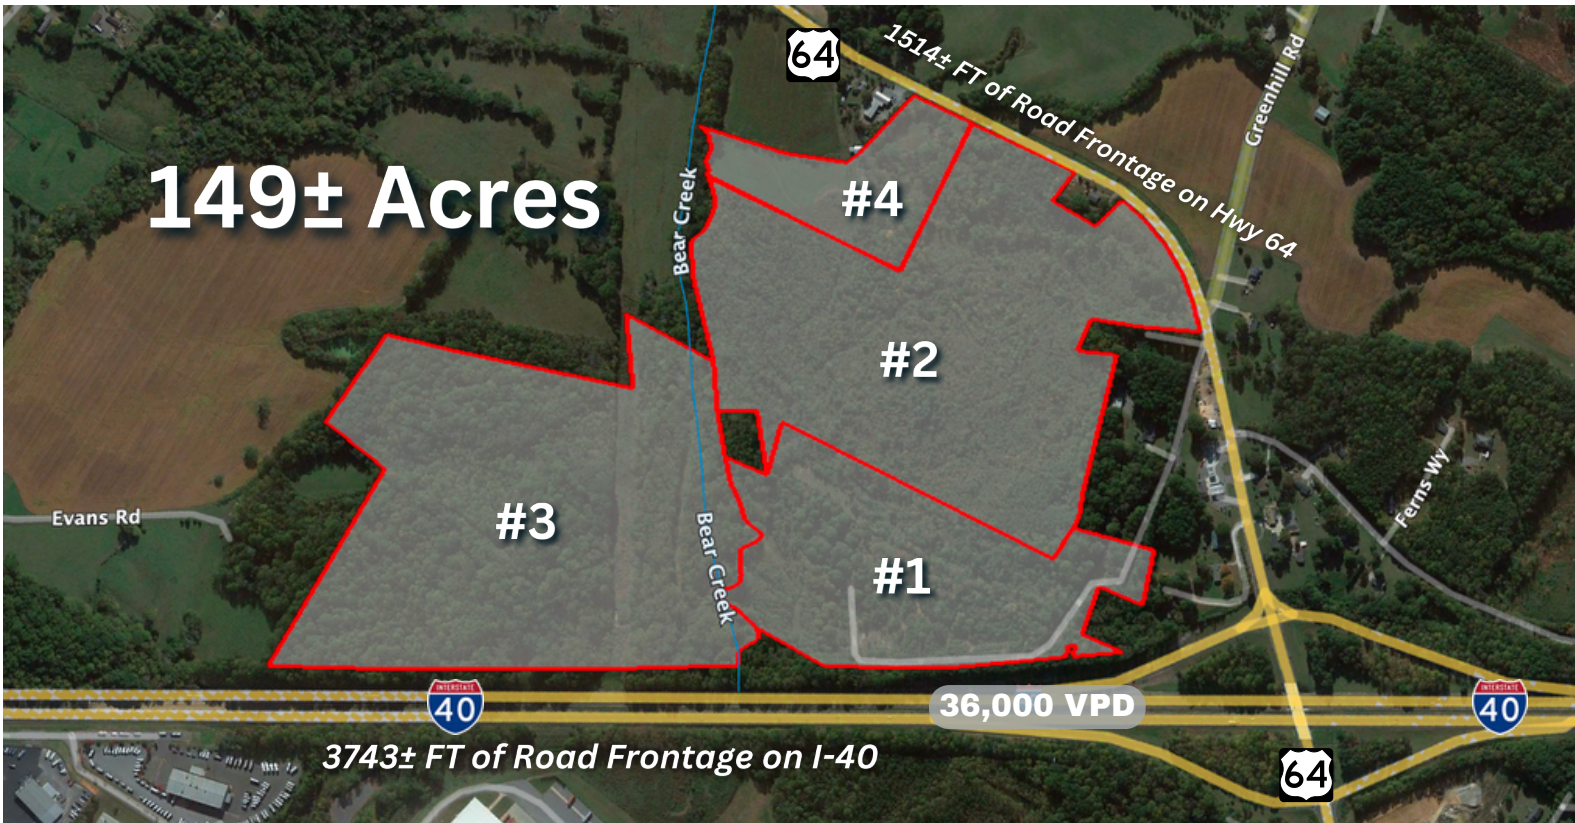 64
1514± FT of Road Frontage on Hwy 64
Greenhill Rd
149± Acres
Bear Creek
#4
#2
#3
#1
Evans Rd
Ferns Wy
Bear Creek
INTERSTATE
40
36,000 VPD
INTERSTATE
40
3743± FT of Road Frontage on I-40
64